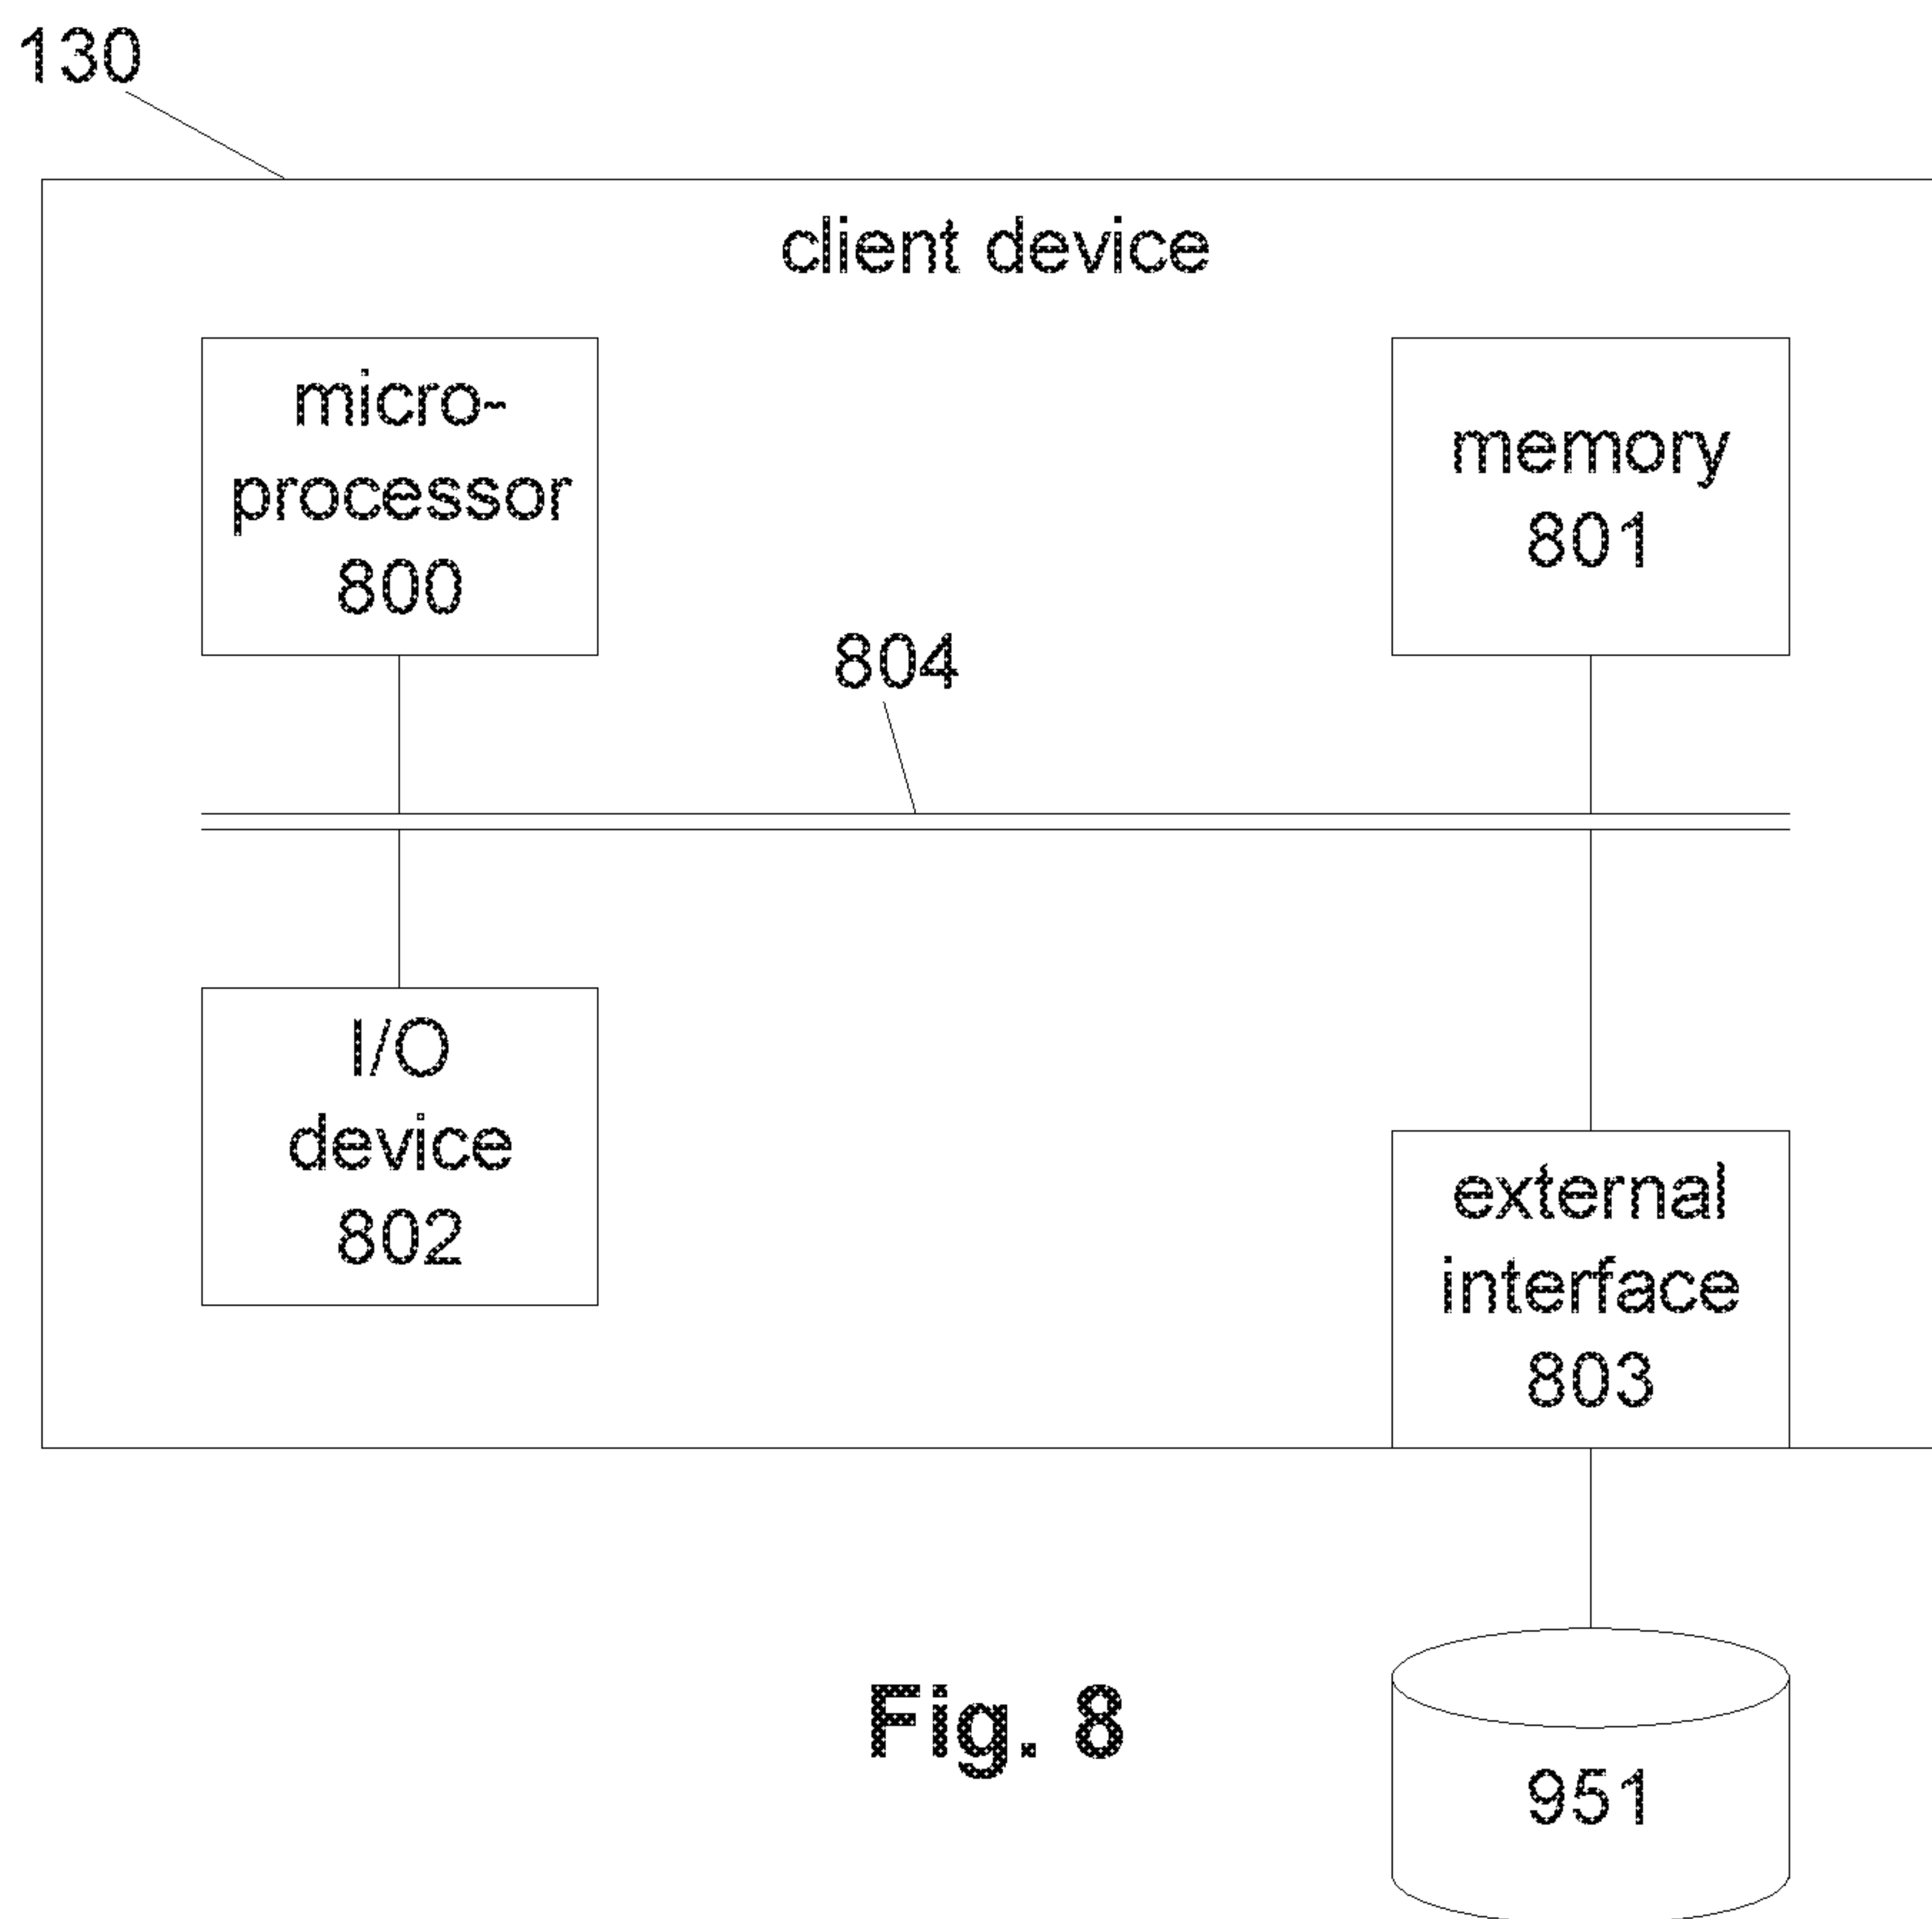 130
client device
micro-
processor
800
memory
801
804
I/O
device
802
external
interface
803
Fig. 8
951